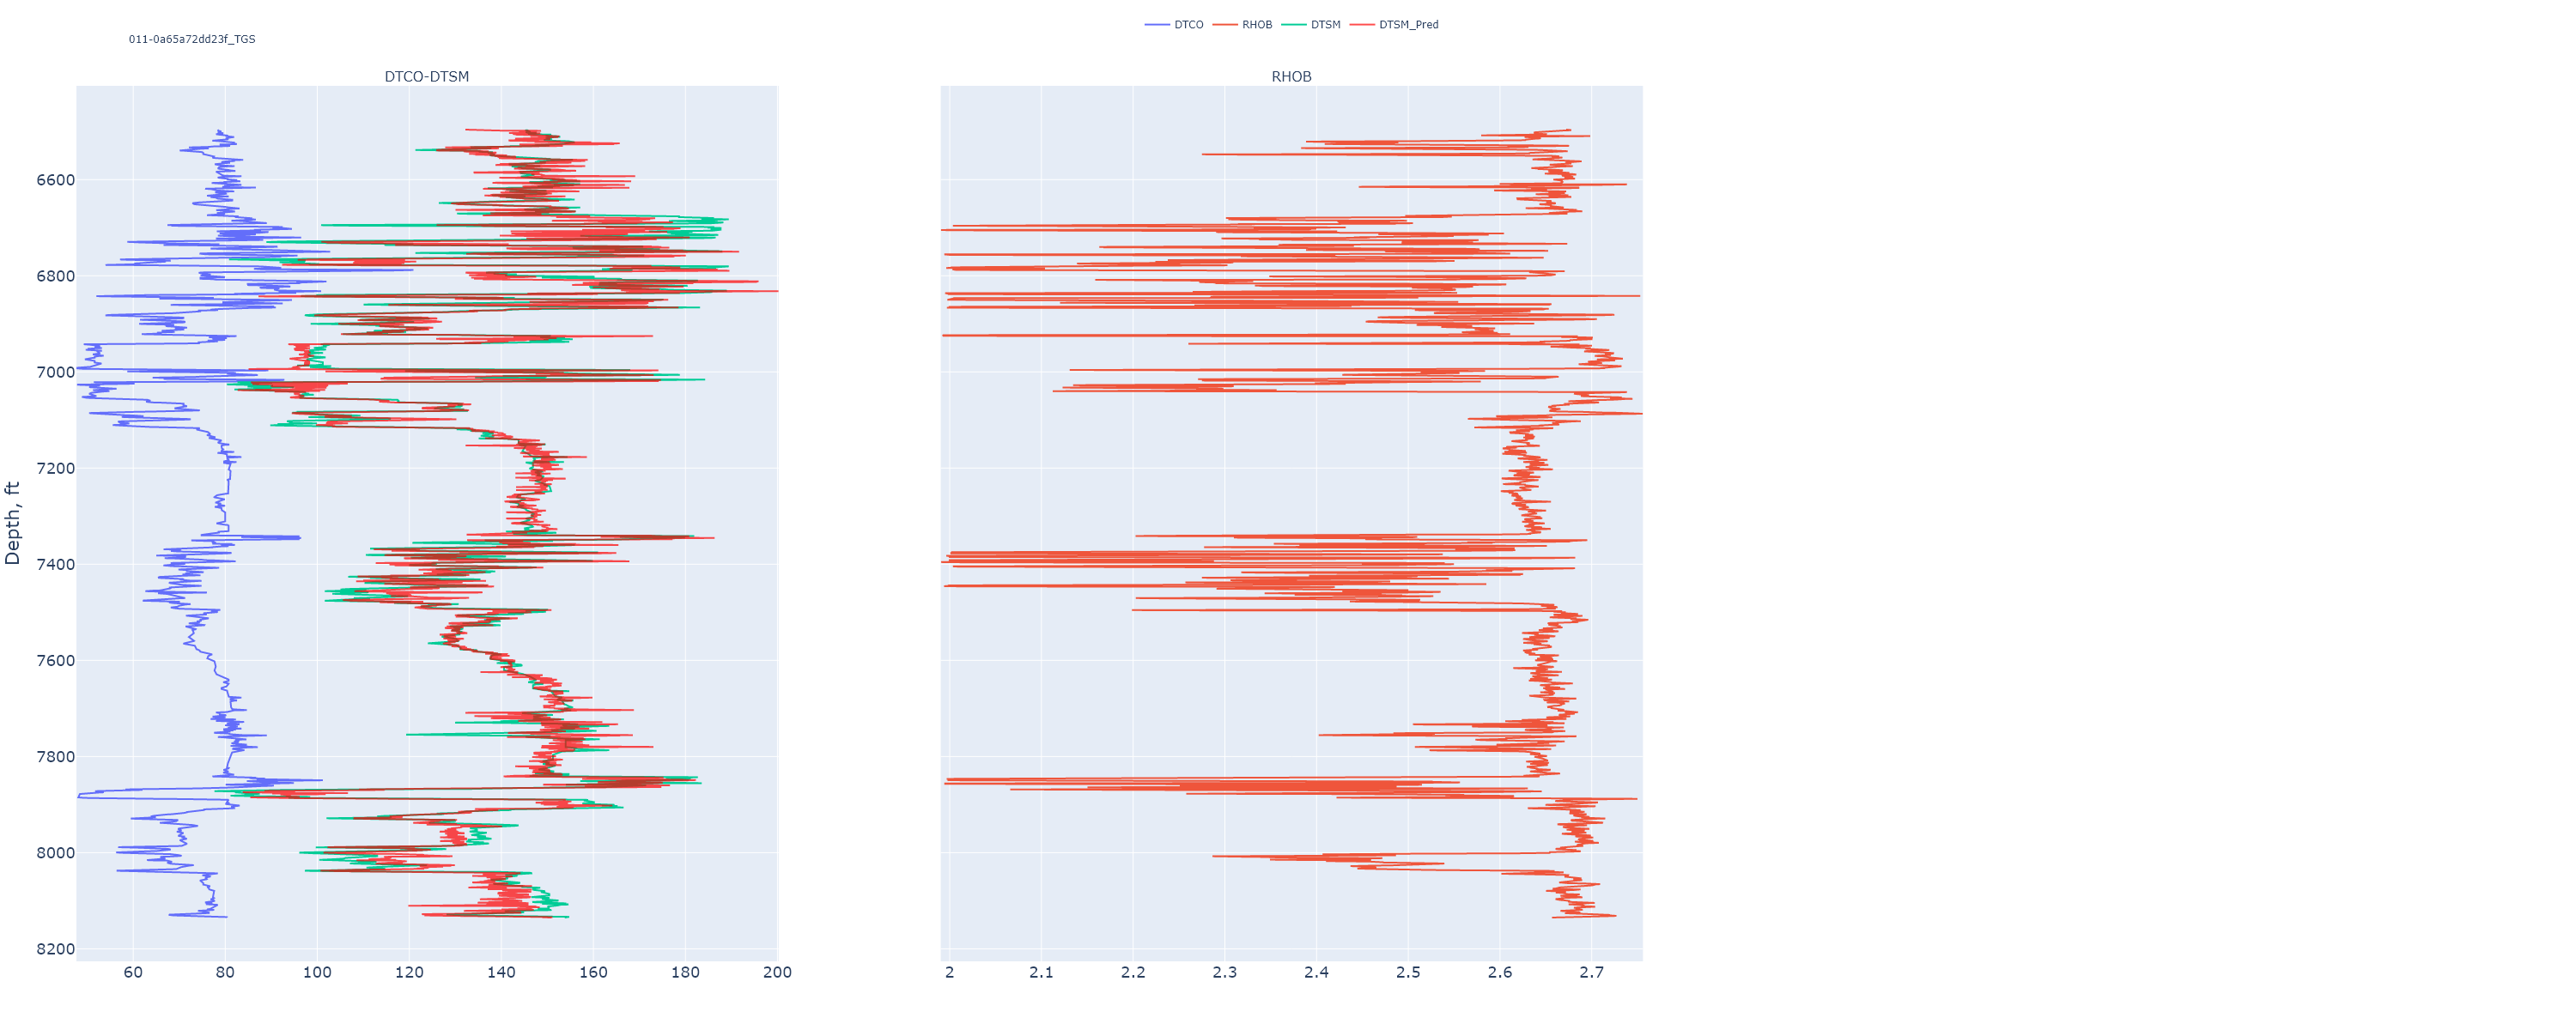 DTCO RHOB DTSM DTSM_Pred
011-0a65a72dd23f_TGS
DTCO-DTSM
RHOB
Depth, ft
6600
6800
7000
7200
7400
7600
7800
8000
8200
60 80 100 120 140 160 180 200
2 2.1 2.2 2.3 2.4 2.5 2.6 2.7